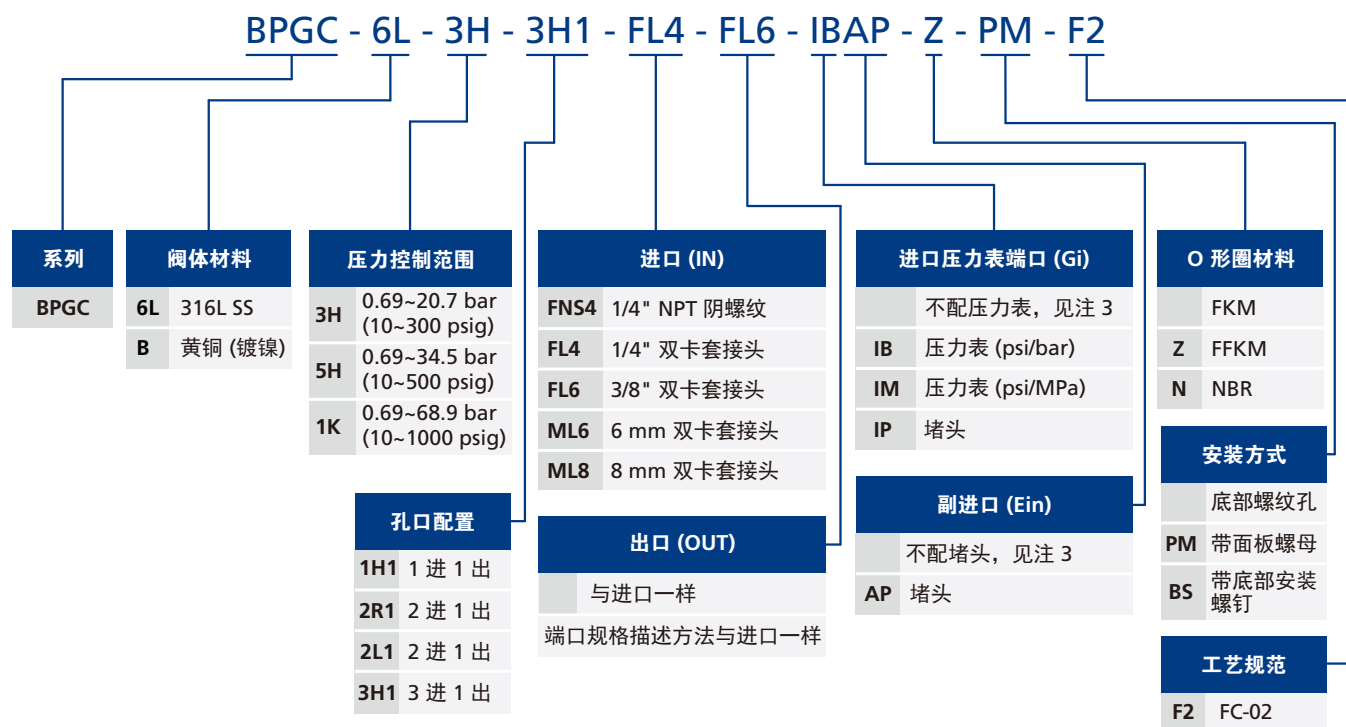 BPGC - 6L - 3H - 3H1 - FL4 - FL6 - IBAP - Z - PM - F2
系列
BPGC
阀体材料
6L 316L SS
B 黄铜 (镀镍)
压力控制范围
3H 0.69~20.7 bar
(10~300 psig)
5H 0.69~34.5 bar
(10~500 psig)
1K 0.69~68.9 bar
(10~1000 psig)
孔口配置
1H1 1 进 1 出
2R1 2 进 1 出
2L1 2 进 1 出
3H1 3 进 1 出
进口 (IN)
FNS4 1/4" NPT 阴螺纹
FL4 1/4" 双卡套接头
FL6 3/8" 双卡套接头
ML6 6 mm 双卡套接头
ML8 8 mm 双卡套接头
出口 (OUT)
与进口一样
端口规格描述方法与进口一样
进口压力表端口 (Gi)
不配压力表，见注 3
IB 压力表 (psi/bar)
IM 压力表 (psi/MPa)
IP 堵头
副进口 (Ein)
不配堵头，见注 3
AP 堵头
O 形圈材料
FKM
Z FFKM
N NBR
安装方式
底部螺纹孔
PM 带面板螺母
BS 带底部安装
螺钉
工艺规范
F2 FC-02